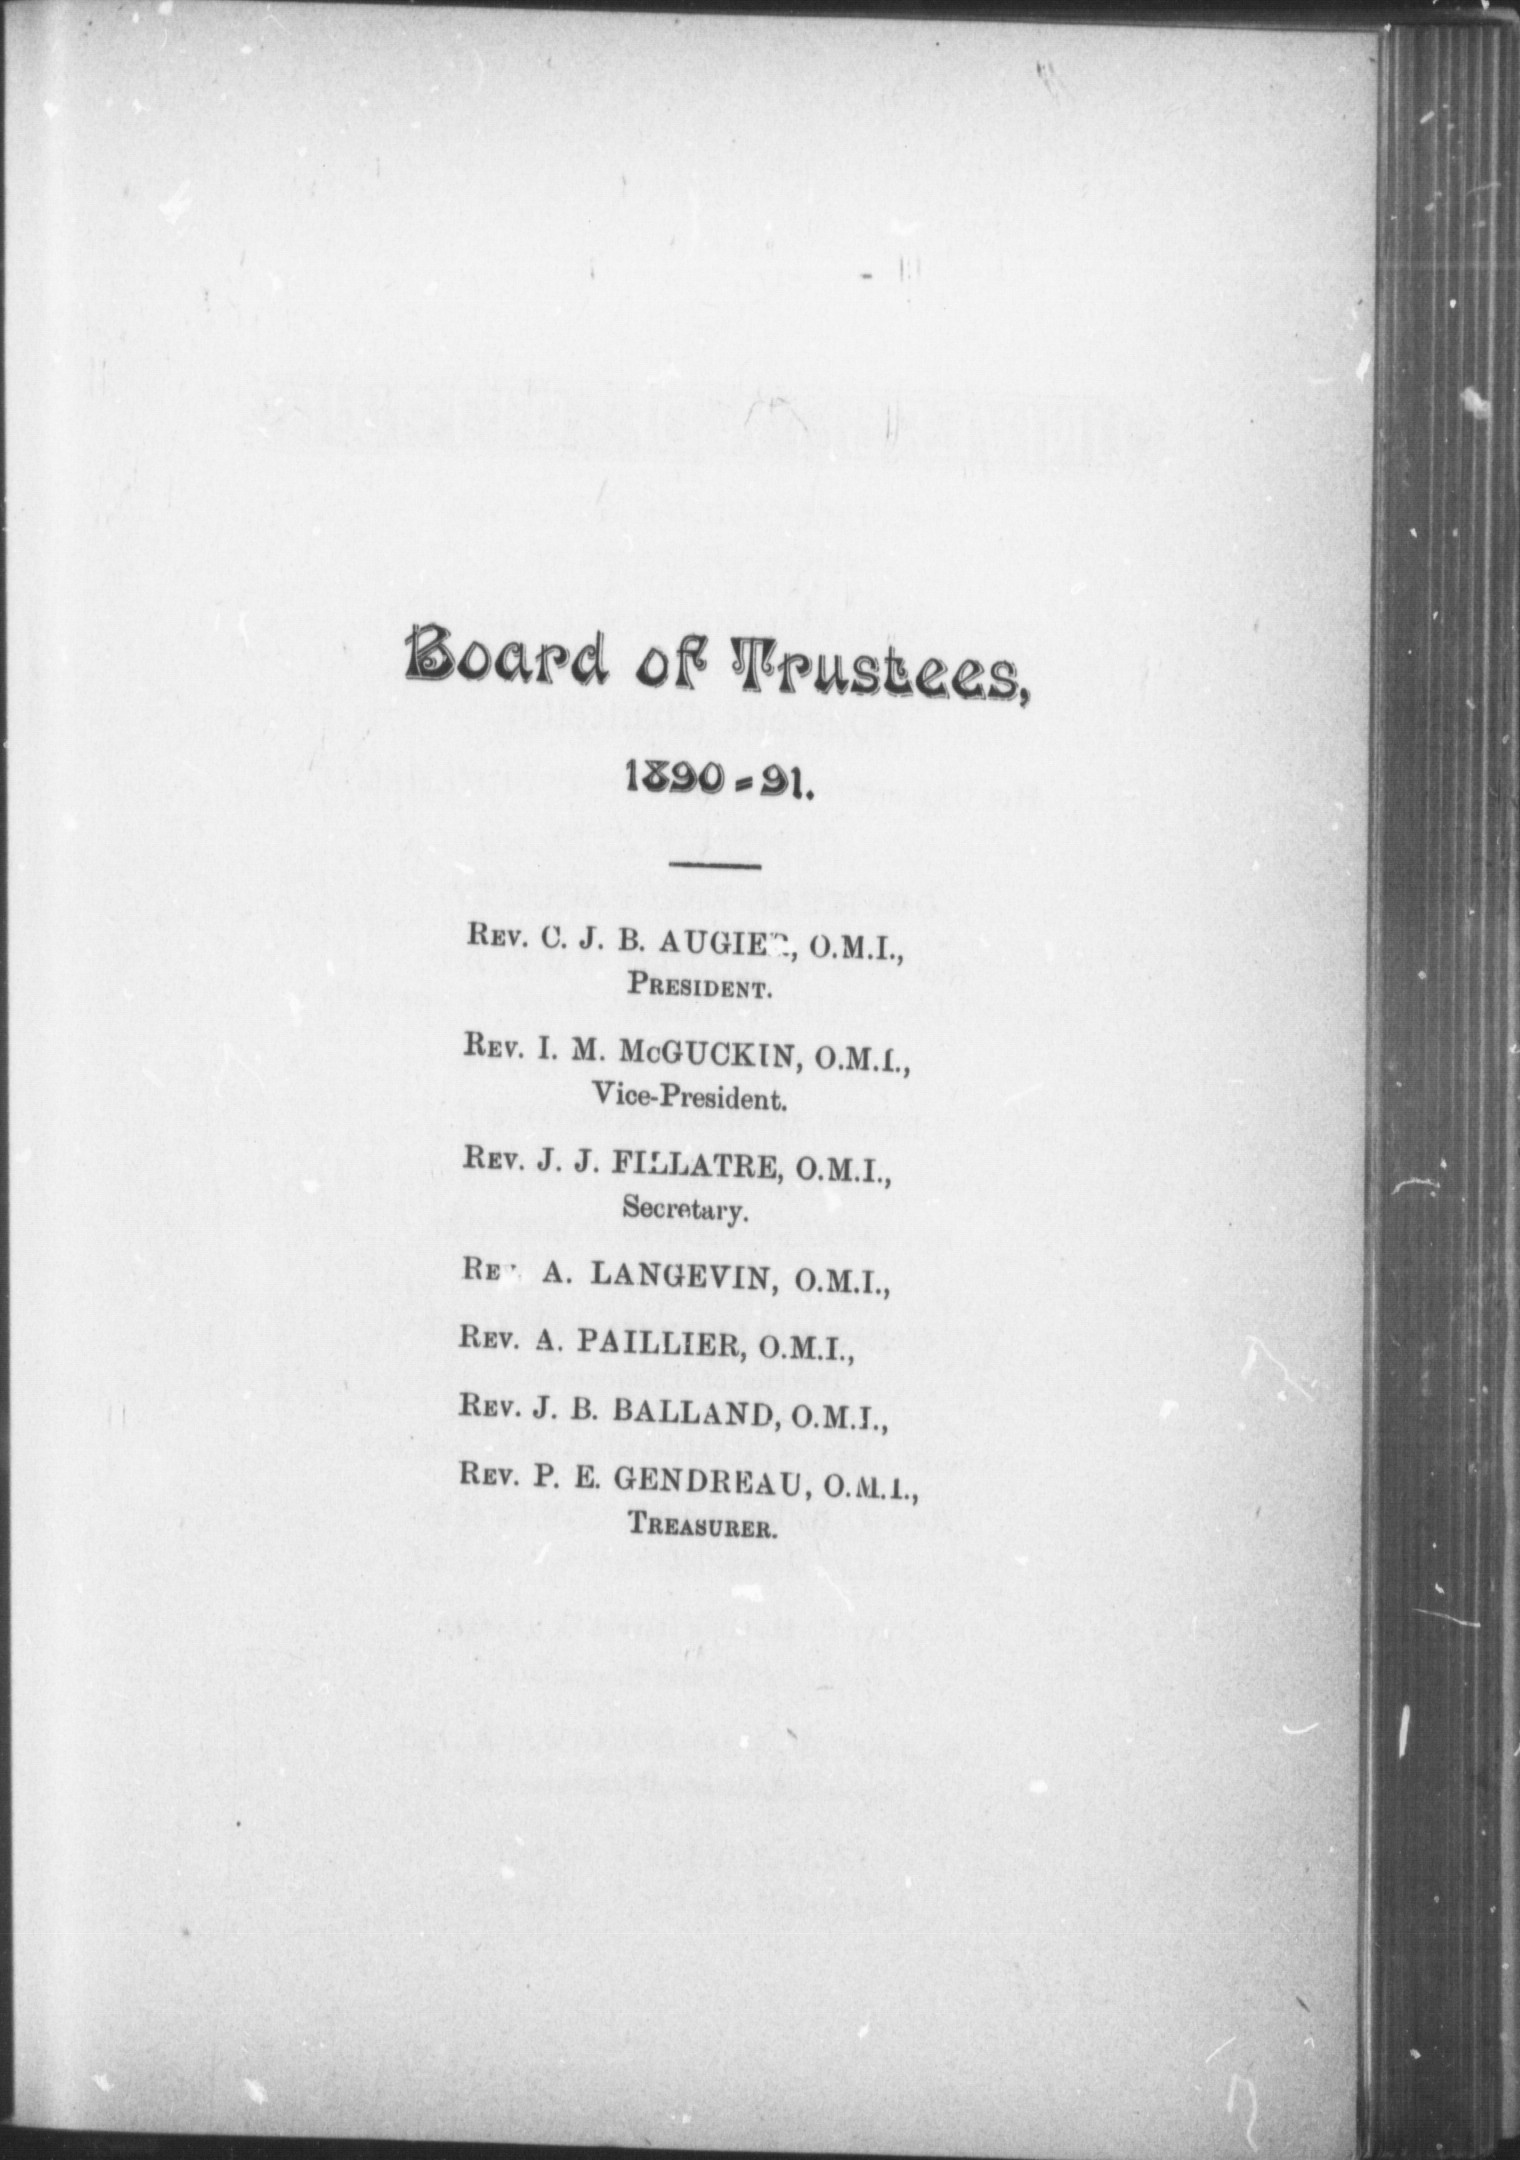 Board of Trustees,
1890-91.
REV. C. J. B. AUGIER, O.M.I.,
PRESIDENT.
REV. I. M. McGUCKIN, O.M.I.,
Vice-President.
REV. J. J. FILLATRE, O.M.I.,
Secretary.
REV. A. LANGEVIN, O.M.I.,
REV. A. PAILLIER, O.M.I.,
REV. J. B. BALLAND, O.M.I.,
REV. P. E. GENDREAU, O.M.I.,
TREASURER.